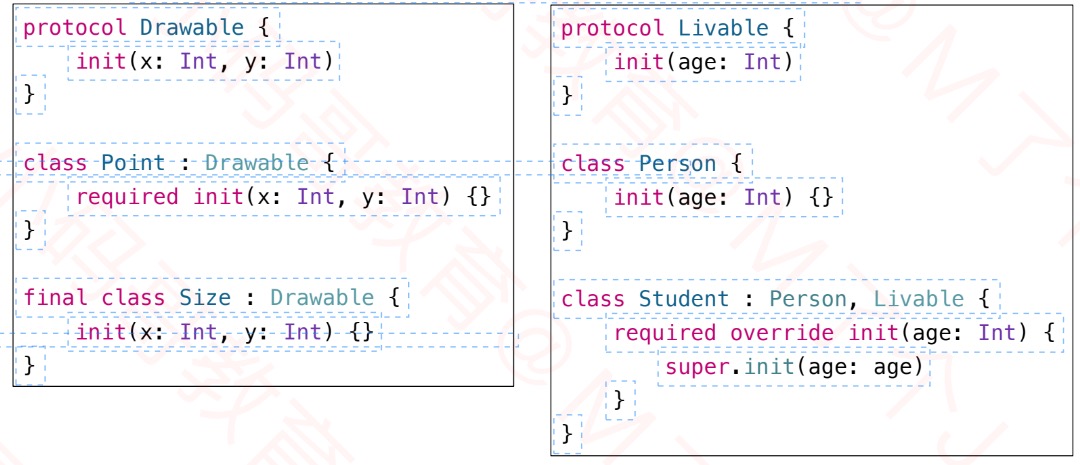 protocol Drawable {
    init(x: Int, y: Int)
}

class Point : Drawable {
    required init(x: Int, y: Int) {}
}

final class Size : Drawable {
    init(x: Int, y: Int) {}
}

protocol Livable {
    init(age: Int)
}

class Person {
    init(age: Int) {}
}

class Student : Person, Livable {
    required override init(age: Int) {
        super.init(age: age)
    }
}